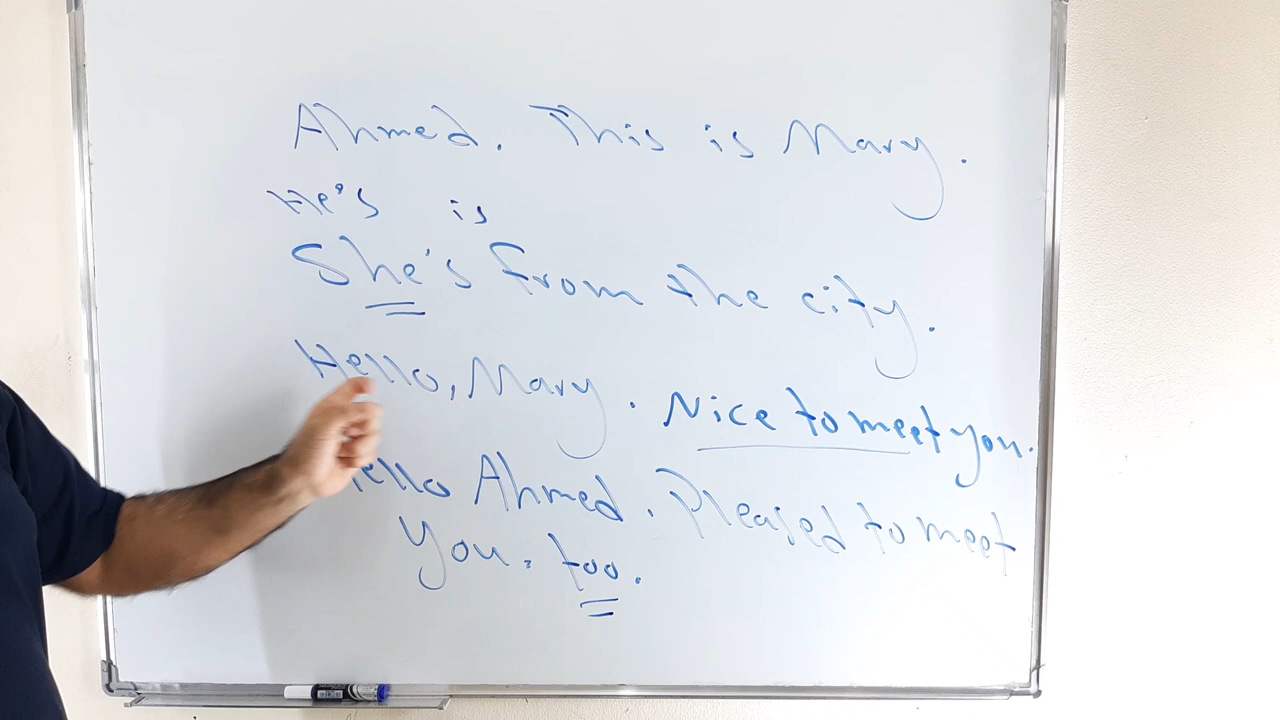 Ahmed. This is Mary.
He's is
She's from the city.
Hello, Mary. Nice to meet you.
Hello Ahmed. Pleased to meet
you, too.